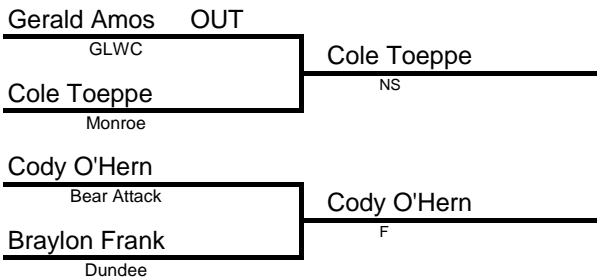 Gerald Amos OUT
GLWC
Cole Toeppe
NS
Cole Toeppe
Monroe
Cody O'Hern
Bear Attack
Cody O'Hern
F
Braylon Frank
Dundee